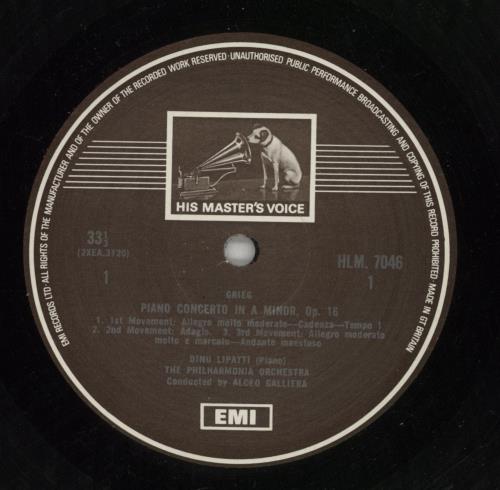 EMI RECORDS LTD ALL RIGHTS OF THE MANUFACTURER AND OF THE OWNER OF THE RECORDED WORK RESERVED · UNAUTHORISED PUBLIC PERFORMANCE BROADCASTING AND COPYING OF THIS RECORD PROHIBITED · MADE IN GT BRITAIN
HIS MASTER'S VOICE
33⅓
(2XEA.3120)
1
HLM. 7046
1
GRIEG
PIANO CONCERTO IN A MINOR, Op. 16
1. 1st Movement: Allegro molto moderato—Cadenza—Tempo I
2. 2nd Movement: Adagio. 3. 3rd Movement: Allegro moderato
molto e marcato—Andante maestoso
DINU LIPATTI (Piano)
THE PHILHARMONIA ORCHESTRA
Conducted by ALCEO GALLIERA
EMI